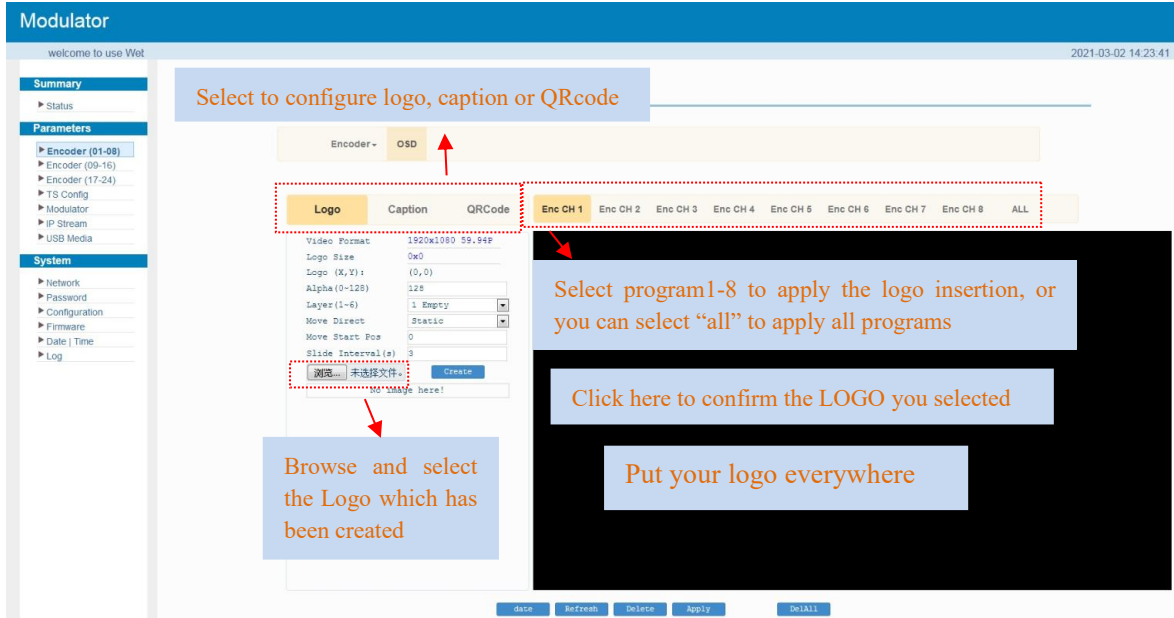 Modulator
welcome to use Wet
2021-03-02 14:23:41
Summary
Status
Parameters
Encoder (01-08)
Encoder (09-16)
Encoder (17-24)
TS Config
Modulator
IP Stream
USB Media
System
Network
Password
Configuration
Firmware
Date | Time
Log
Select to configure logo, caption or QRcode
Encoder OSD
Logo Caption QRCode
Enc CH 1 Enc CH 2 Enc CH 3 Enc CH 4 Enc CH 5 Enc CH 6 Enc CH 7 Enc CH 8 ALL
Video Format 1920x1080 59.94P
Logo Size 0x0
Logo (X,Y): (0,0)
Alpha(0~128) 128
Layer(1~6) 1 Empty
Move Direct Static
Move Start Pos 0
Slide Interval(s) 3
浏览... 未选择文件。 Create
No image here!
Select program1-8 to apply the logo insertion, or
you can select “all” to apply all programs
Click here to confirm the LOGO you selected
Put your logo everywhere
Browse and select
the Logo which has
been created
date Refresh Delete Apply DelAll